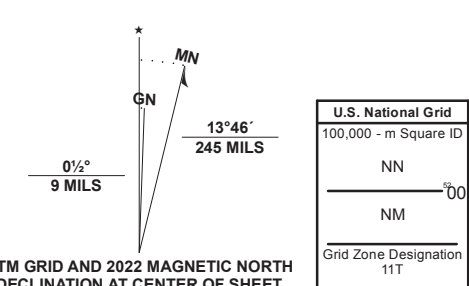 ★
MN
GN
13°46´
245 MILS
0½°
9 MILS
TM GRID AND 2022 MAGNETIC NORTH
DECLINATION AT CENTER OF SHEET
U.S. National Grid
100,000 - m Square ID
NN
5200
NM
Grid Zone Designation
11T